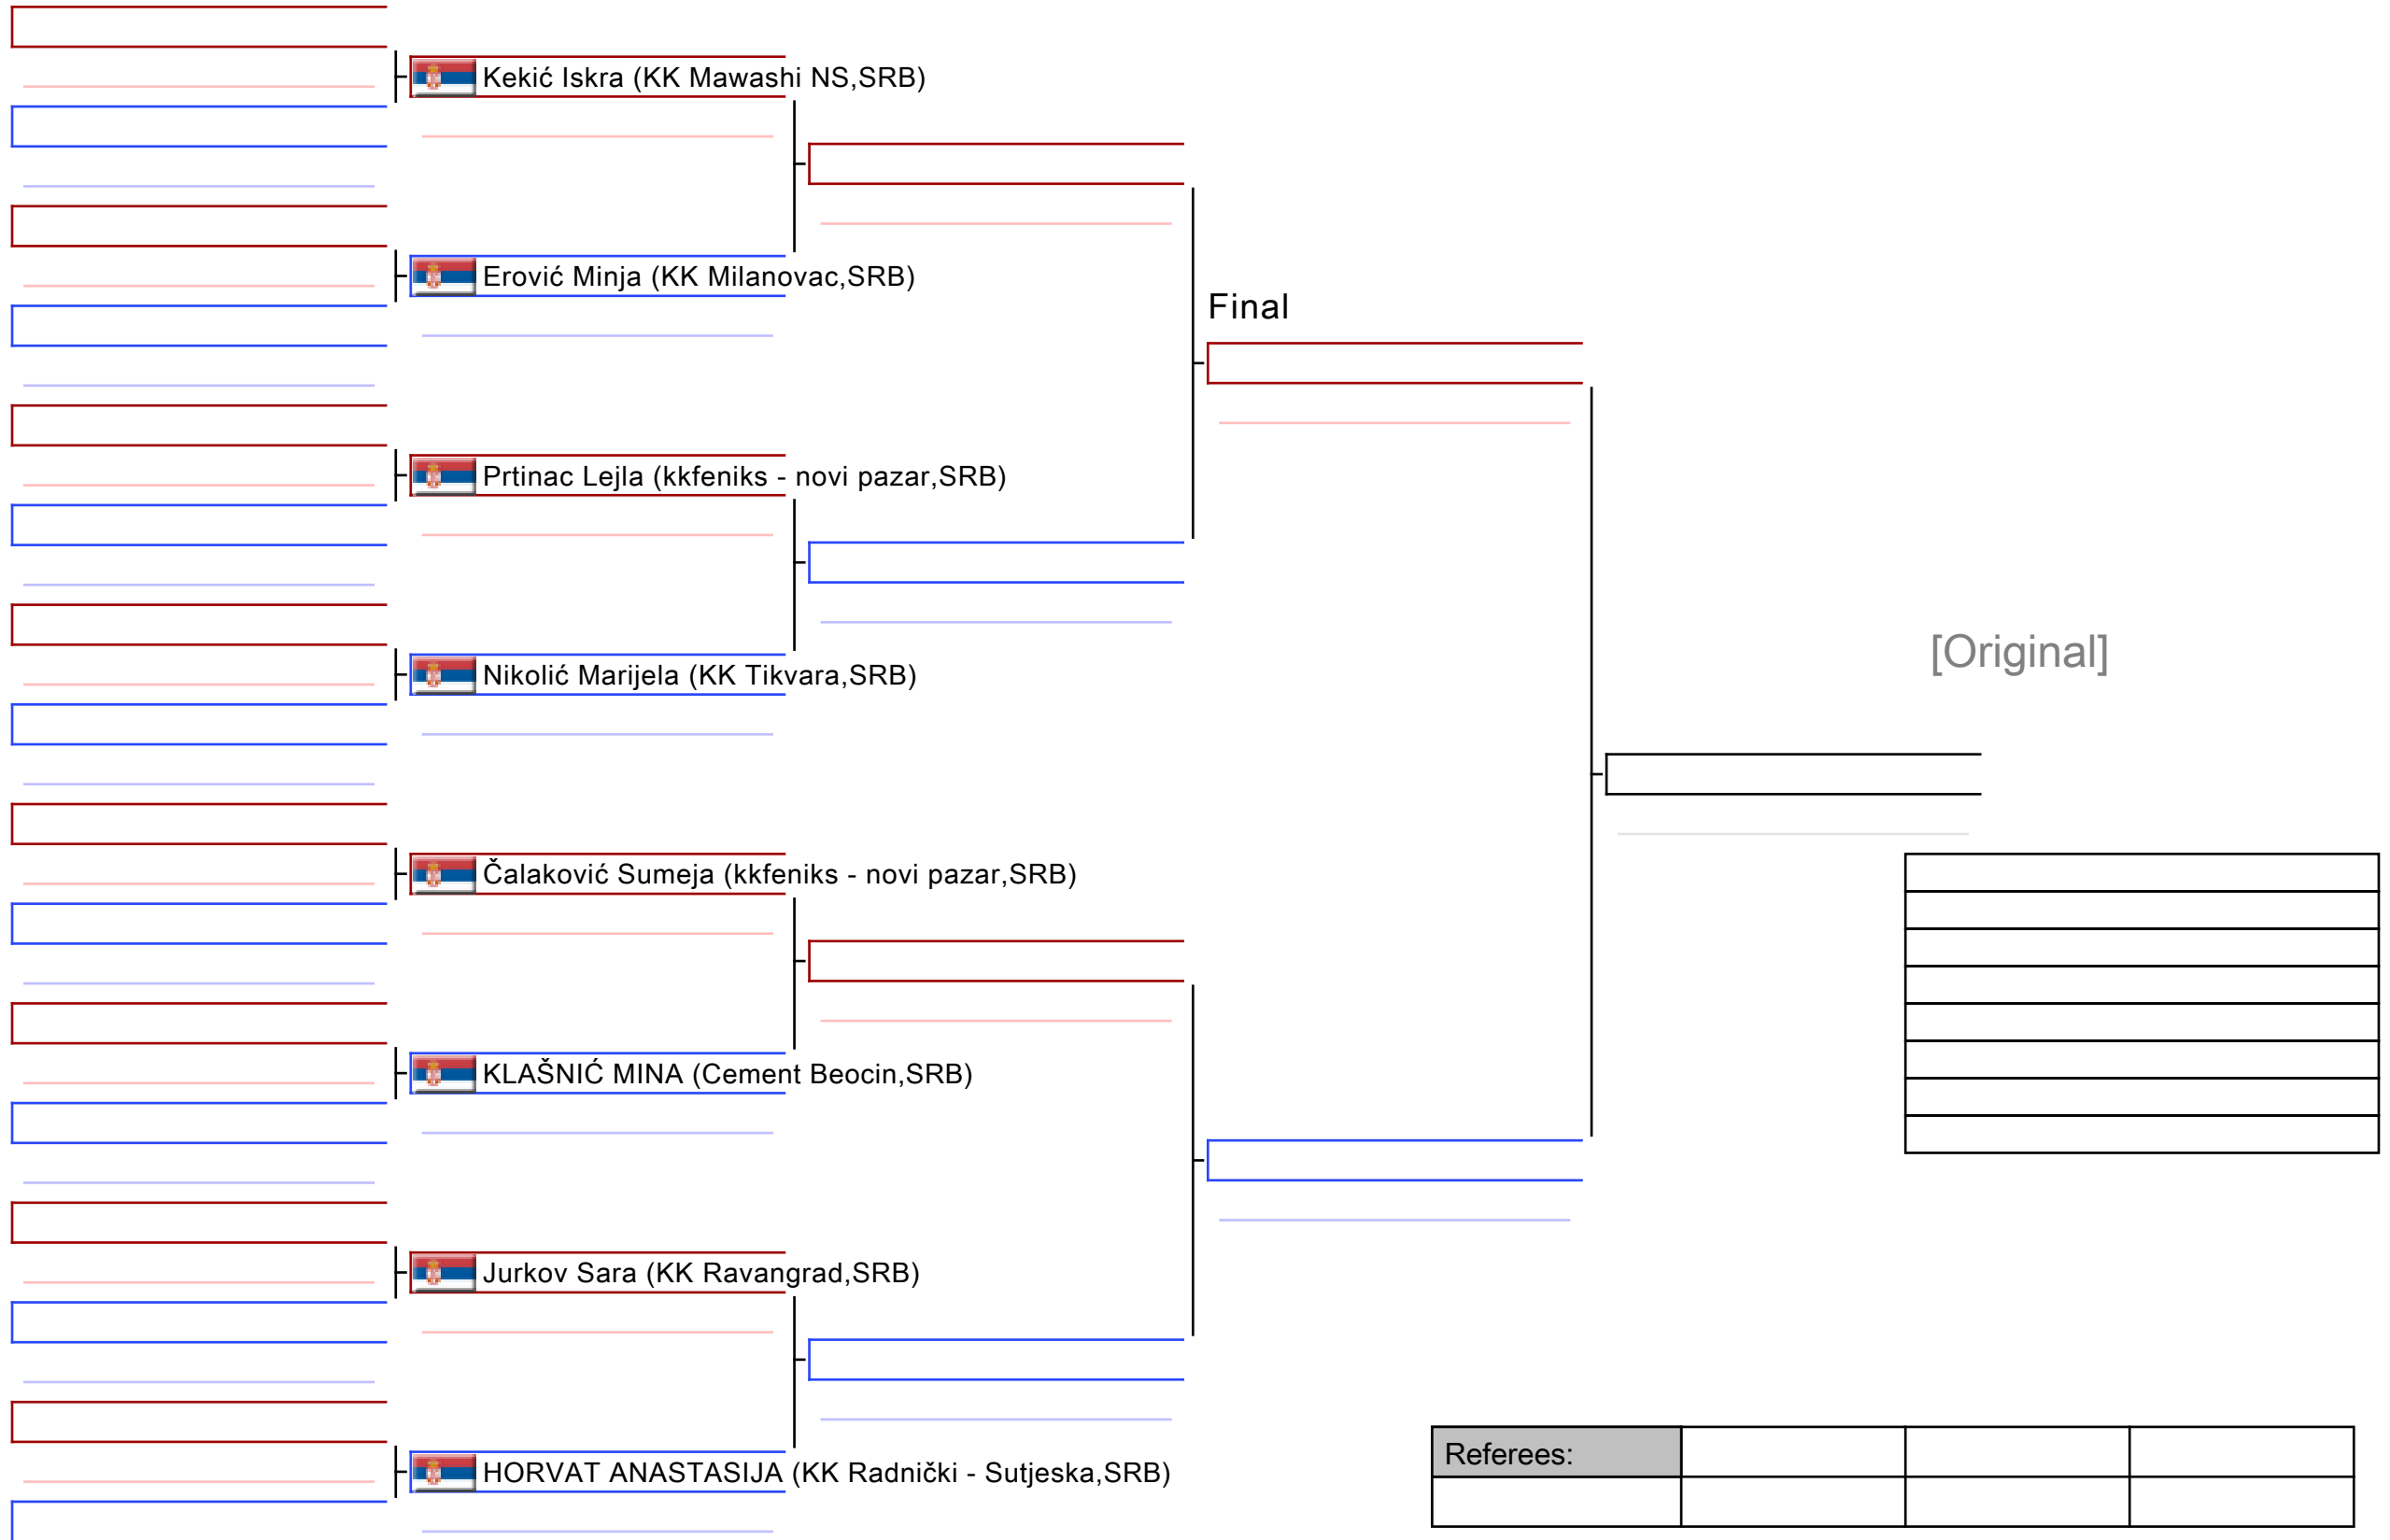 Kekić Iskra (KK Mawashi NS,SRB)
Erović Minja (KK Milanovac,SRB)
Final
Prtinac Lejla (kkfeniks - novi pazar,SRB)
[Original]
Nikolić Marijela (KK Tikvara,SRB)
Čalaković Sumeja (kkfeniks - novi pazar,SRB)
KLAŠNIĆ MINA (Cement Beocin,SRB)
Jurkov Sara (KK Ravangrad,SRB)
Referees:
HORVAT ANASTASIJA (KK Radnički - Sutjeska,SRB)